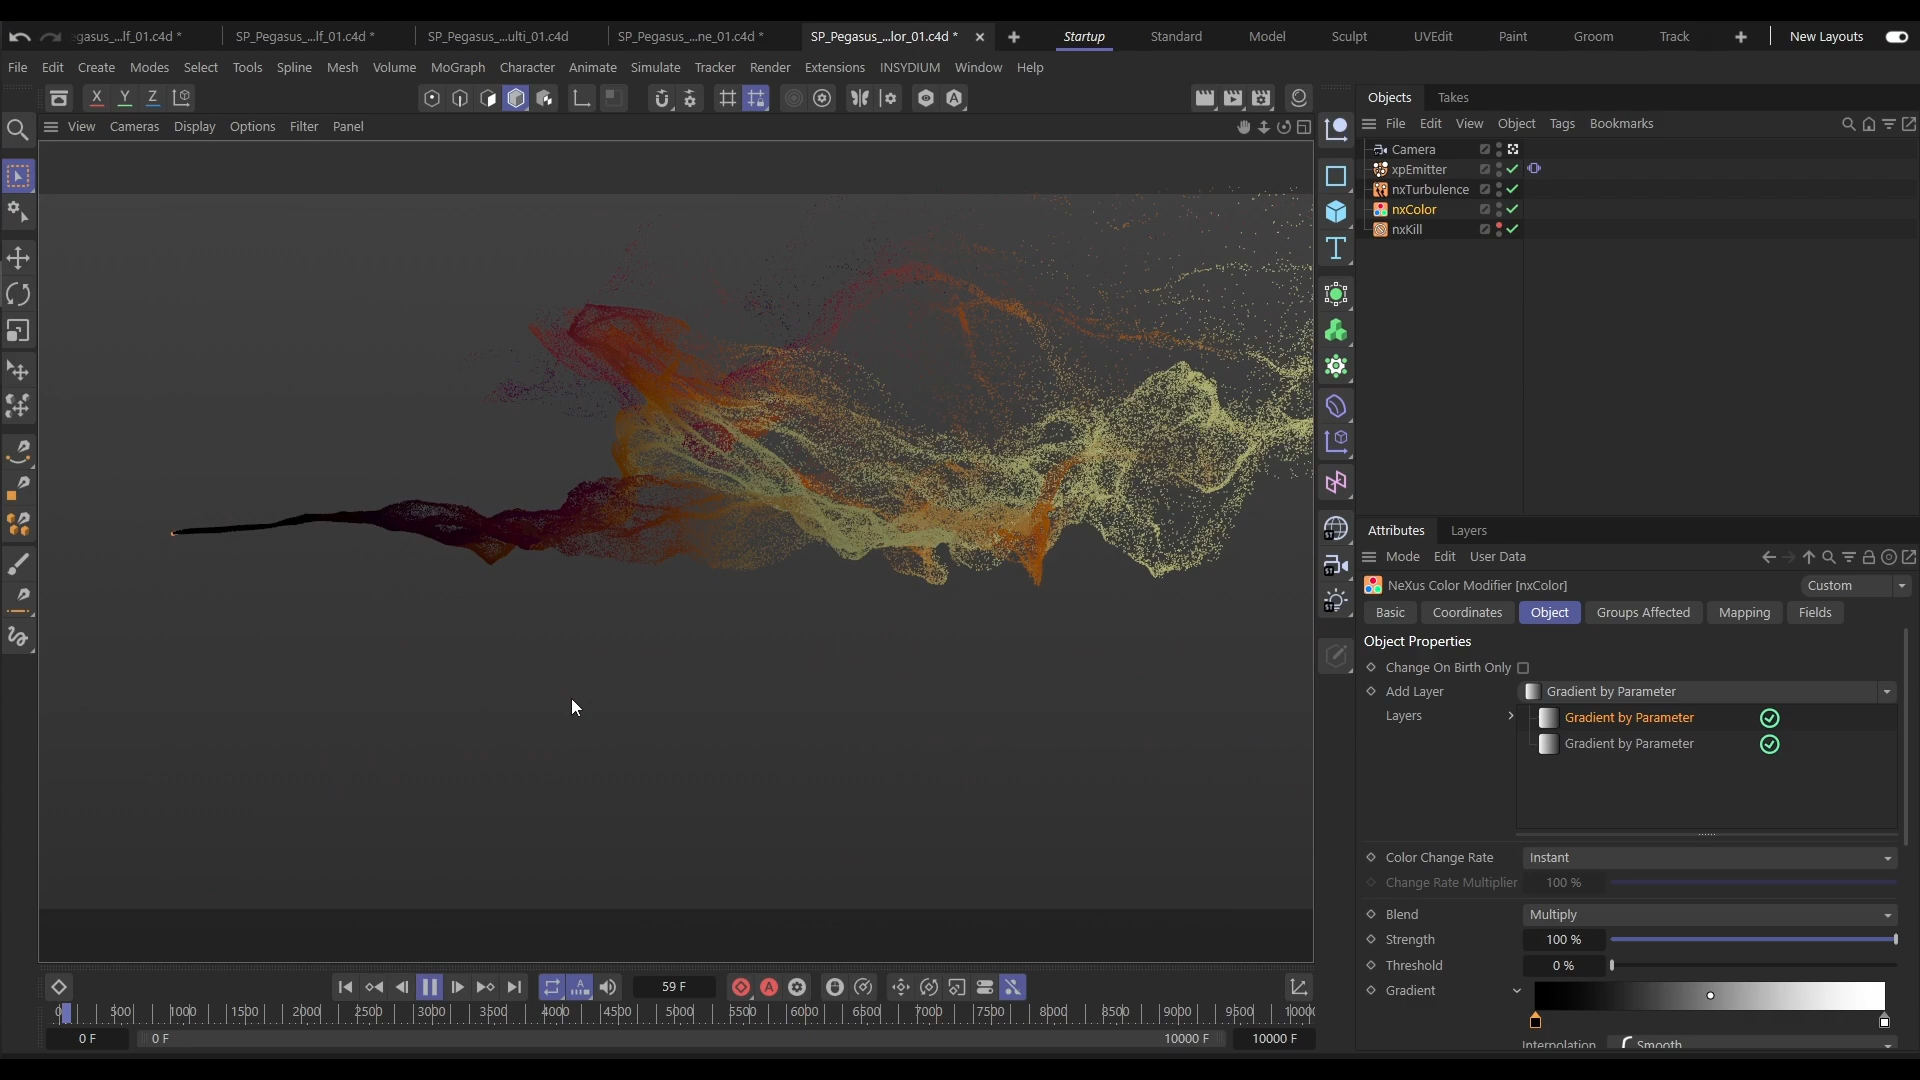 gasus_...lf_01.c4d *
SP_Pegasus_...lf_01.c4d *
SP_Pegasus_...ulti_01.c4d
SP_Pegasus_...ne_01.c4d *
SP_Pegasus_...lor_01.c4d *
Startup
Standard
Model
Sculpt
UVEdit
Paint
Groom
Track
New Layouts
File Edit Create Modes Select Tools Spline Mesh Volume MoGraph Character Animate Simulate Tracker Render Extensions INSYDIUM Window Help
X Y Z
View Cameras Display Options Filter Panel
Objects Takes
File Edit View Object Tags Bookmarks
Camera
xpEmitter
nxTurbulence
nxColor
nxKill
Attributes Layers
Mode Edit User Data
NeXus Color Modifier [nxColor]
Custom
Basic Coordinates Object Groups Affected Mapping Fields
Object Properties
Change On Birth Only
Add Layer Gradient by Parameter
Layers Gradient by Parameter
Gradient by Parameter
Color Change Rate Instant
Change Rate Multiplier 100 %
Blend Multiply
Strength 100 %
Threshold 0 %
Gradient
Interpolation Smooth
59 F
0 500 1000 1500 2000 2500 3000 3500 4000 4500 5000 5500 6000 6500 7000 7500 8000 8500 9000 9500 1000
0 F 0 F 10000 F 10000 F